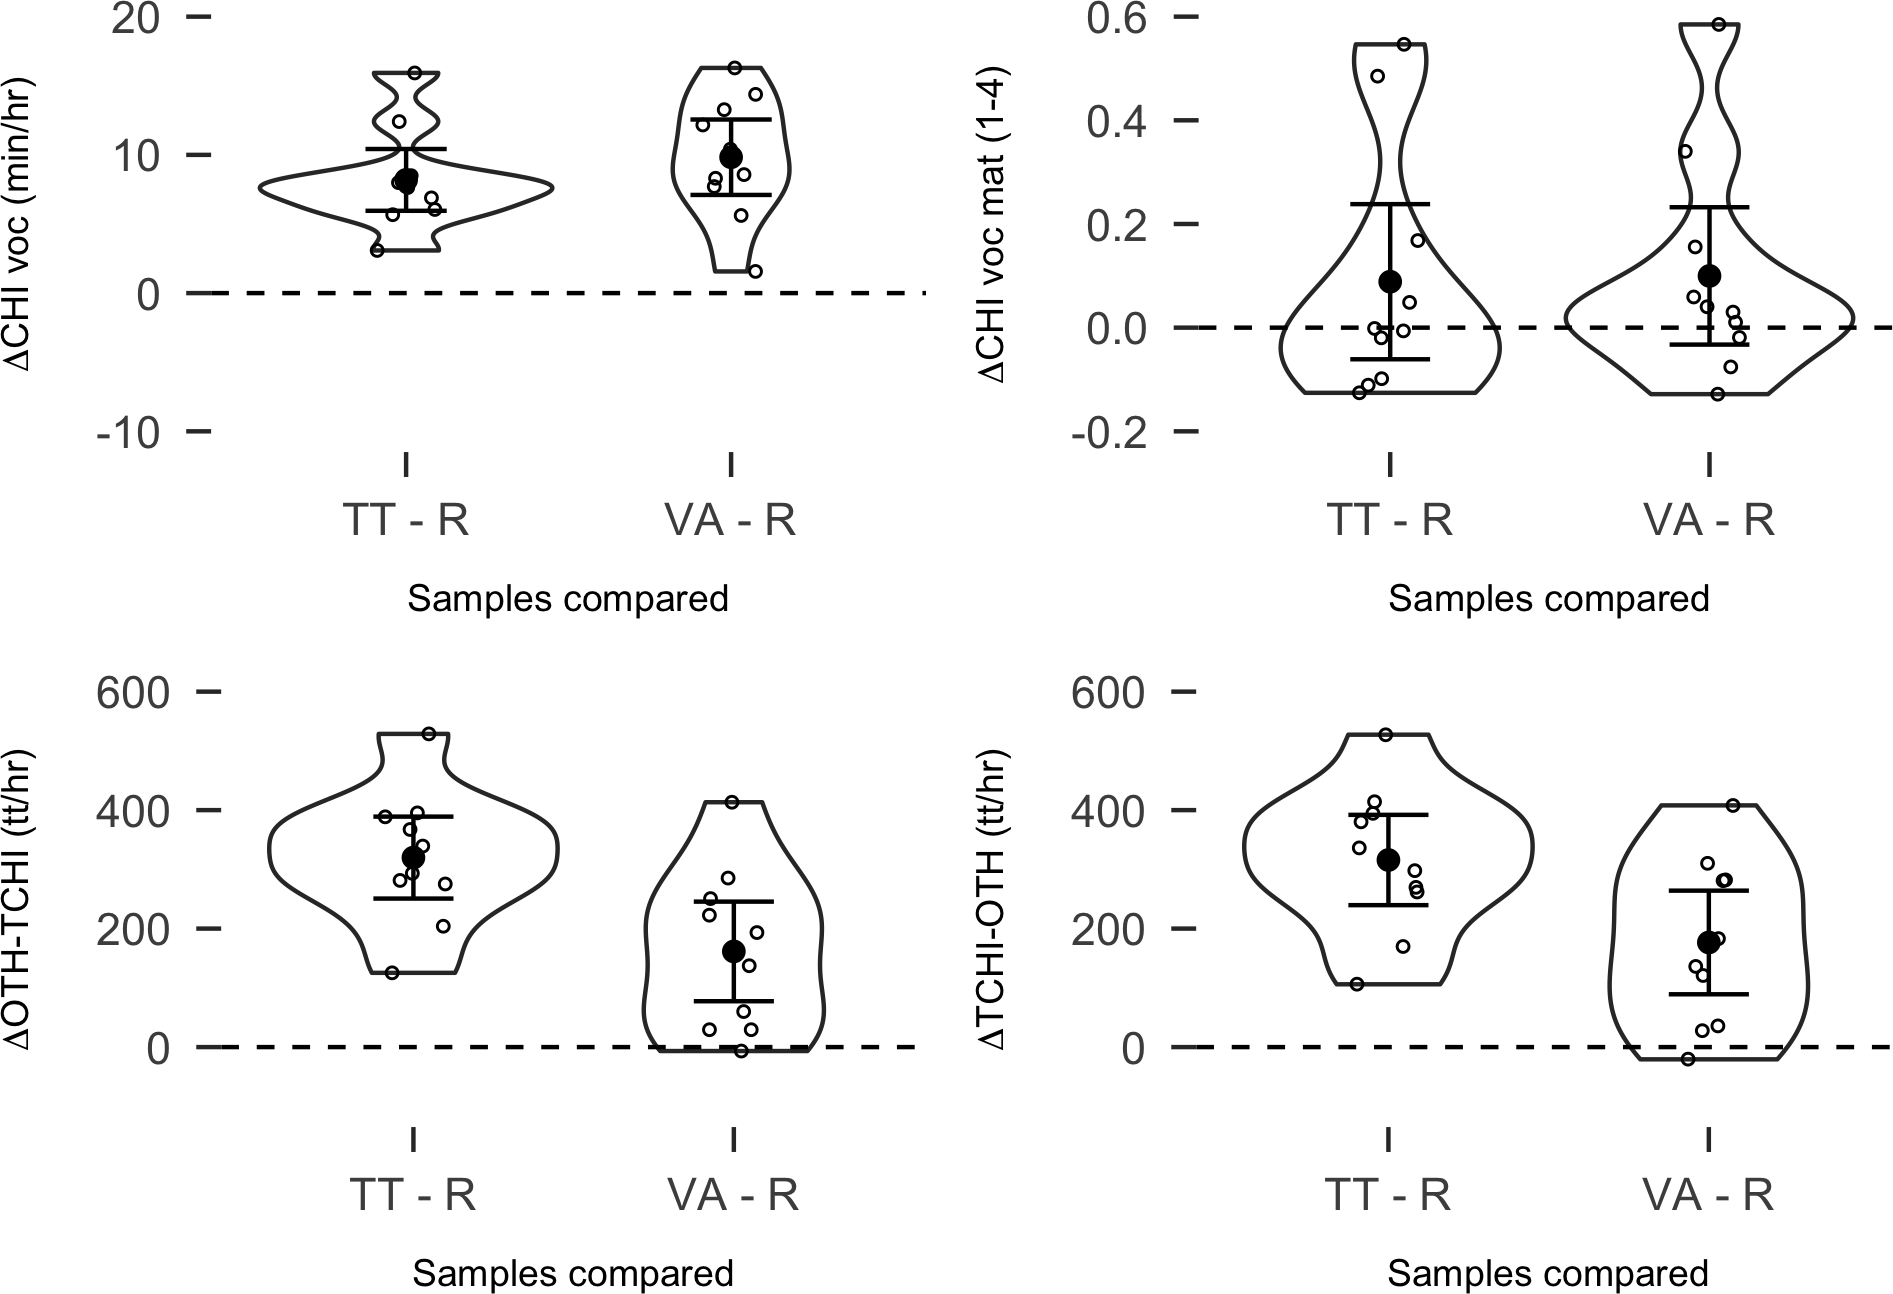 ΔCHI voc (min/hr)
20
10
0
-10
TT - R
VA - R
Samples compared
ΔCHI voc mat (1-4)
0.6
0.4
0.2
0.0
-0.2
TT - R
VA - R
Samples compared
ΔOTH-TCHI (tt/hr)
600
400
200
0
TT - R
VA - R
Samples compared
ΔTCHI-OTH (tt/hr)
600
400
200
0
TT - R
VA - R
Samples compared